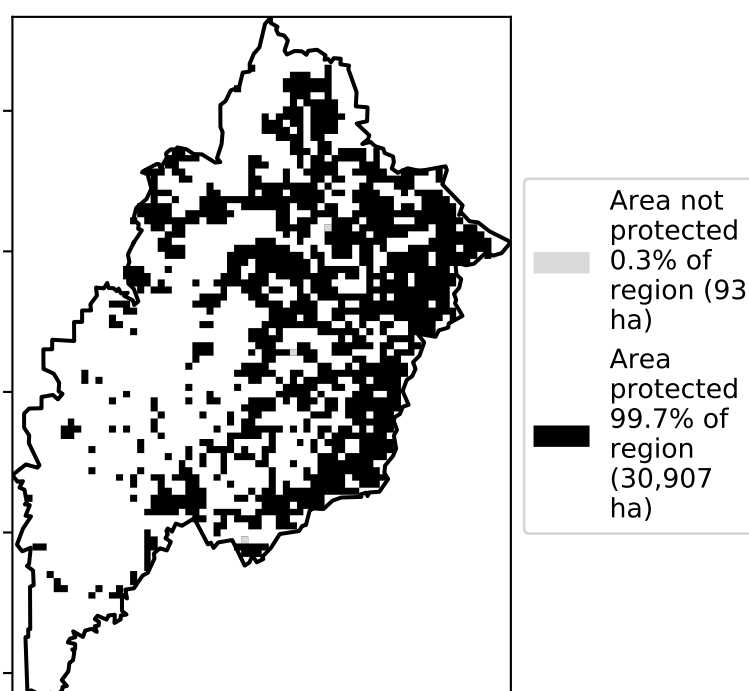 Area not
protected
0.3% of
region (93
ha)
Area
protected
99.7% of
region
(30,907
ha)